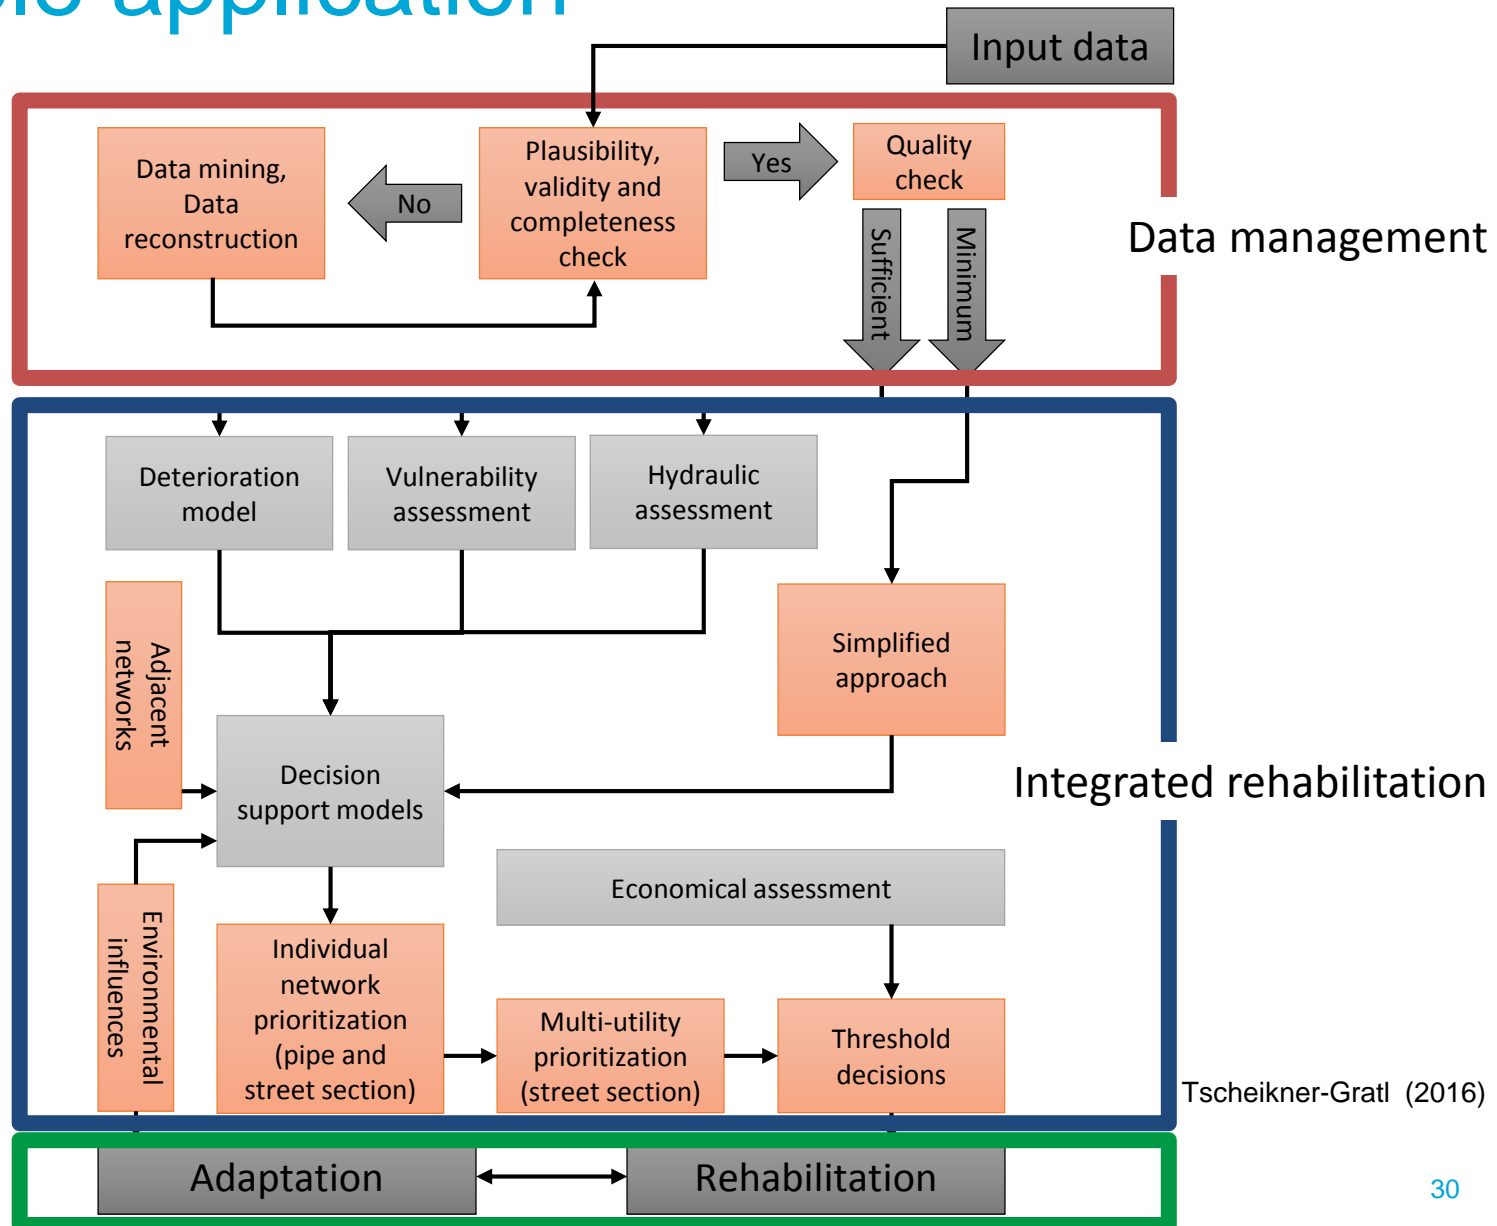 application
Input data
Data mining,
Data
reconstruction
No
Plausibility,
validity and
completeness
check
Yes
Quality
check
Sufficient
Minimum
Data management
Deterioration
model
Vulnerability
assessment
Hydraulic
assessment
Adjacent
networks
Simplified
approach
Decision
support models
Integrated rehabilitation
Environmental
influences
Economical assessment
Individual
network
prioritization
(pipe and
street section)
Multi-utility
prioritization
(street section)
Threshold
decisions
Tscheikner-Gratl (2016)
Adaptation
Rehabilitation
30